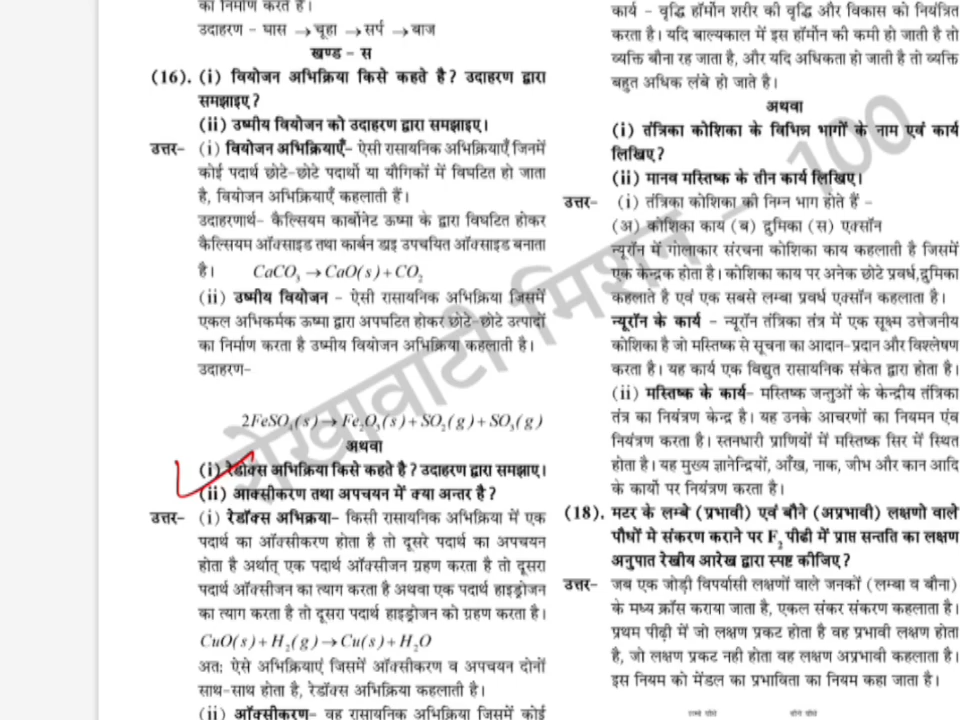 का निर्माण करते हैं।
उदाहरण - घास → चूहा → सर्प → बाज
खण्ड - स
(16). (i) वियोजन अभिक्रिया किसे कहते है? उदाहरण द्वारा
समझाइए?
(ii) उष्मीय वियोजन को उदाहरण द्वारा समझाइए।
उत्तर- (i) वियोजन अभिक्रियाएँ- ऐसी रासायनिक अभिक्रियाएँ जिनमें
कोई पदार्थ छोटे-छोटे पदार्थो या यौगिकों में विघटित हो जाता
है, वियोजन अभिक्रियाएँ कहलाती हैं।
उदाहरणार्थ- कैल्सियम कार्बोनेट ऊष्मा के द्वारा विघटित होकर
कैल्सियम ऑक्साइड तथा कार्बन डाइ उपचयित ऑक्साइड बनाता
है। CaCO₃ → CaO(s) + CO₂
(ii) उष्मीय वियोजन - ऐसी रासायनिक अभिक्रिया जिसमें
एकल अभिकर्मक ऊष्मा द्वारा अपघटित होकर छोटे-छोटे उत्पादों
का निर्माण करता है उष्मीय वियोजन अभिक्रिया कहलाती है।
उदाहरण-
2FeSO₄(s) → Fe₂O₃(s) + SO₂(g) + SO₃(g)
अथवा
(i) रेडॉक्स अभिक्रिया किसे कहते है? उदाहरण द्वारा समझाए।
(ii) आक्सीकरण तथा अपचयन में क्या अन्तर है?
उत्तर- (i) रेडॉक्स अभिक्रया- किसी रासायनिक अभिक्रिया में एक
पदार्थ का ऑक्सीकरण होता है तो दूसरे पदार्थ का अपचयन
होता है अर्थात् एक पदार्थ ऑक्सीजन ग्रहण करता है तो दूसरा
पदार्थ ऑक्सीजन का त्याग करता है अथवा एक पदार्थ हाइड्रोजन
का त्याग करता है तो दूसरा पदार्थ हाइड्रोजन को ग्रहण करता है।
CuO(s) + H₂(g) → Cu(s) + H₂O
अतः ऐसे अभिक्रियाएं जिसमें ऑक्सीकरण व अपचयन दोनों
साथ-साथ होता है, रेडॉक्स अभिक्रिया कहलाती है।
(ii) ऑक्सीकरण- वह रासायनिक अभिक्रिया जिसमें कोई
कार्य - वृद्धि हॉर्मोन शरीर की वृद्धि और विकास को नियंत्रित
करता है। यदि बाल्यकाल में इस हॉर्मोन की कमी हो जाती है तो
व्यक्ति बौना रह जाता है, और यदि अधिकता हो जाती है तो व्यक्ति
बहुत अधिक लंबे हो जाते है।
अथवा
(i) तंत्रिका कोशिका के विभिन्न भागों के नाम एवं कार्य
लिखिए?
(ii) मानव मस्तिष्क के तीन कार्य लिखिए।
उत्तर- (i) तंत्रिका कोशिका की निम्न भाग होते हैं -
(अ) कोशिका काय (ब) द्रुमिका (स) एक्सॉन
न्यूरॉन में गोलाकार संरचना कोशिका काय कहलाती है जिसमें
एक केन्द्रक होता है। कोशिका काय पर अनेक छोटे प्रवर्ध,द्रुमिका
कहलाते है एवं एक सबसे लम्बा प्रवर्ध एक्सॉन कहलाता है।
न्यूरॉन के कार्य - न्यूरॉन तंत्रिका तंत्र में एक सूक्ष्म उत्तेजनीय
कोशिका है जो मस्तिष्क से सूचना का आदान-प्रदान और विश्लेषण
करता है। यह कार्य एक विद्युत रासायनिक संकेत द्वारा होता है।
(ii) मस्तिष्क के कार्य- मस्तिष्क जन्तुओं के केन्द्रीय तंत्रिका
तंत्र का नियंत्रण केन्द्र है। यह उनके आचरणों का नियमन एंव
नियंत्रण करता है। स्तनधारी प्राणियों में मस्तिष्क सिर में स्थित
होता है। यह मुख्य ज्ञानेन्द्रियों, आँख, नाक, जीभ और कान आदि
के कार्यो पर नियंत्रण करता है।
(18). मटर के लम्बे (प्रभावी) एवं बौने (अप्रभावी) लक्षणो वाले
पौधों मे संकरण कराने पर F₂ पीढी में प्राप्त सन्तति का लक्षण
अनुपात रेखीय आरेख द्वारा स्पष्ट कीजिए?
उत्तर- जब एक जोड़ी विपर्यासी लक्षणों वाले जनकों (लम्बा व बौना)
के मध्य क्रॉस कराया जाता है, एकल संकर संकरण कहलाता है।
प्रथम पीढ़ी में जो लक्षण प्रकट होता है वह प्रभावी लक्षण होता
है, जो लक्षण प्रकट नही होता वह लक्षण अप्रभावी कहलाता है।
इस नियम को मेंडल का प्रभाविता का नियम कहा जाता है।
शेखावाटी मिशन - 100